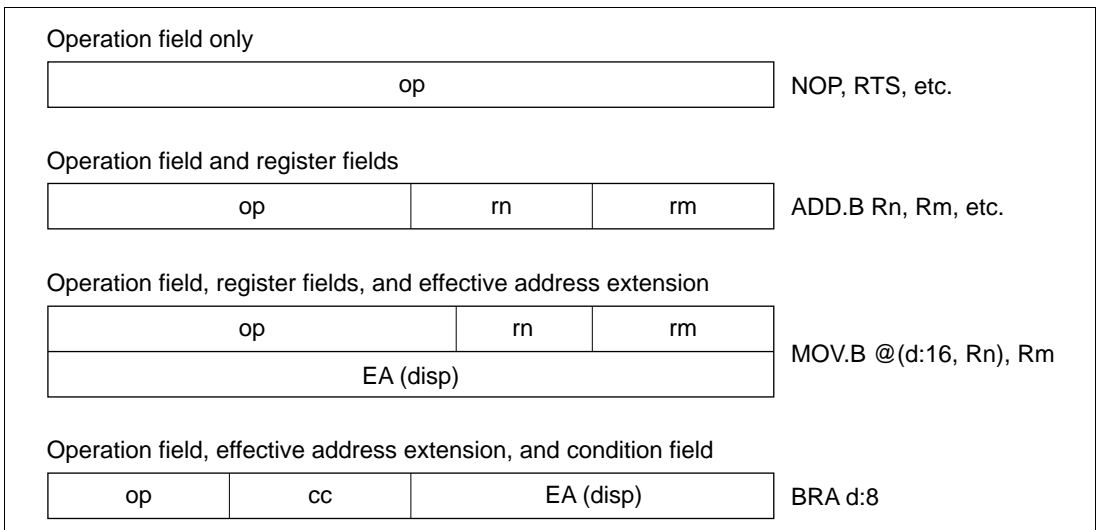 Operation field only
op
NOP, RTS, etc.
Operation field and register fields
op rn rm
ADD.B Rn, Rm, etc.
Operation field, register fields, and effective address extension
op rn rm
EA (disp)
MOV.B @(d:16, Rn), Rm
Operation field, effective address extension, and condition field
op cc EA (disp)
BRA d:8